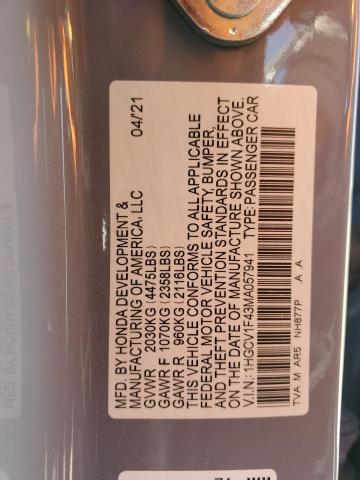 MFD. BY HONDA DEVELOPMENT & 04/21
MANUFACTURING OF AMERICA, LLC
GVWR 2030KG (4475LBS)
GAWR F 1070KG (2358LBS)
GAWR R 960KG (2116LBS)
THIS VEHICLE CONFORMS TO ALL APPLICABLE
FEDERAL MOTOR VEHICLE SAFETY, BUMPER,
AND THEFT PREVENTION STANDARDS IN EFFECT
ON THE DATE OF MANUFACTURE SHOWN ABOVE.
V.I.N.: 1HGCV1F43MA057941 TYPE: PASSENGER CAR
TVA M AR5 NH877P A A